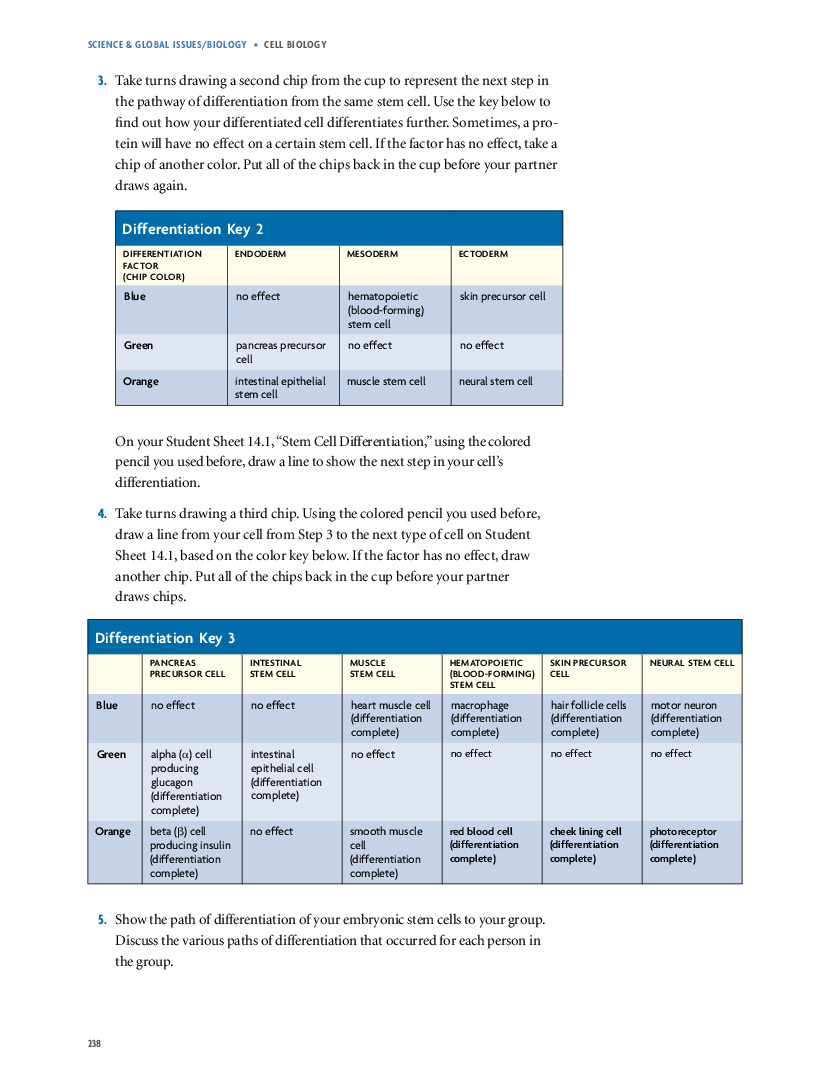 SCIENCE & GLOBAL ISSUES/BIOLOGY • CELL BIOLOGY
3. Take turns drawing a second chip from the cup to represent the next step in
the pathway of differentiation from the same stem cell. Use the key below to
find out how your differentiated cell differentiates further. Sometimes, a pro-
tein will have no effect on a certain stem cell. If the factor has no effect, take a
chip of another color. Put all of the chips back in the cup before your partner
draws again.
Differentiation Key 2
DIFFERENTIATION
FACTOR
(CHIP COLOR)
ENDODERM
MESODERM
ECTODERM
Blue
no effect
hematopoietic
(blood-forming)
stem cell
skin precursor cell
Green
pancreas precursor
cell
no effect
no effect
Orange
intestinal epithelial
stem cell
muscle stem cell
neural stem cell
On your Student Sheet 14.1, “Stem Cell Differentiation,” using the colored
pencil you used before, draw a line to show the next step in your cell’s
differentiation.
4. Take turns drawing a third chip. Using the colored pencil you used before,
draw a line from your cell from Step 3 to the next type of cell on Student
Sheet 14.1, based on the color key below. If the factor has no effect, draw
another chip. Put all of the chips back in the cup before your partner
draws chips.
Differentiation Key 3
PANCREAS
PRECURSOR CELL
INTESTINAL
STEM CELL
MUSCLE
STEM CELL
HEMATOPOIETIC
(BLOOD-FORMING)
STEM CELL
SKIN PRECURSOR
CELL
NEURAL STEM CELL
Blue
no effect
no effect
heart muscle cell
(differentiation
complete)
macrophage
(differentiation
complete)
hair follicle cells
(differentiation
complete)
motor neuron
(differentiation
complete)
Green
alpha (α) cell
producing
glucagon
(differentiation
complete)
intestinal
epithelial cell
(differentiation
complete)
no effect
no effect
no effect
no effect
Orange
beta (β) cell
producing insulin
(differentiation
complete)
no effect
smooth muscle
cell
(differentiation
complete)
red blood cell
(differentiation
complete)
cheek lining cell
(differentiation
complete)
photoreceptor
(differentiation
complete)
5. Show the path of differentiation of your embryonic stem cells to your group.
Discuss the various paths of differentiation that occurred for each person in
the group.
238